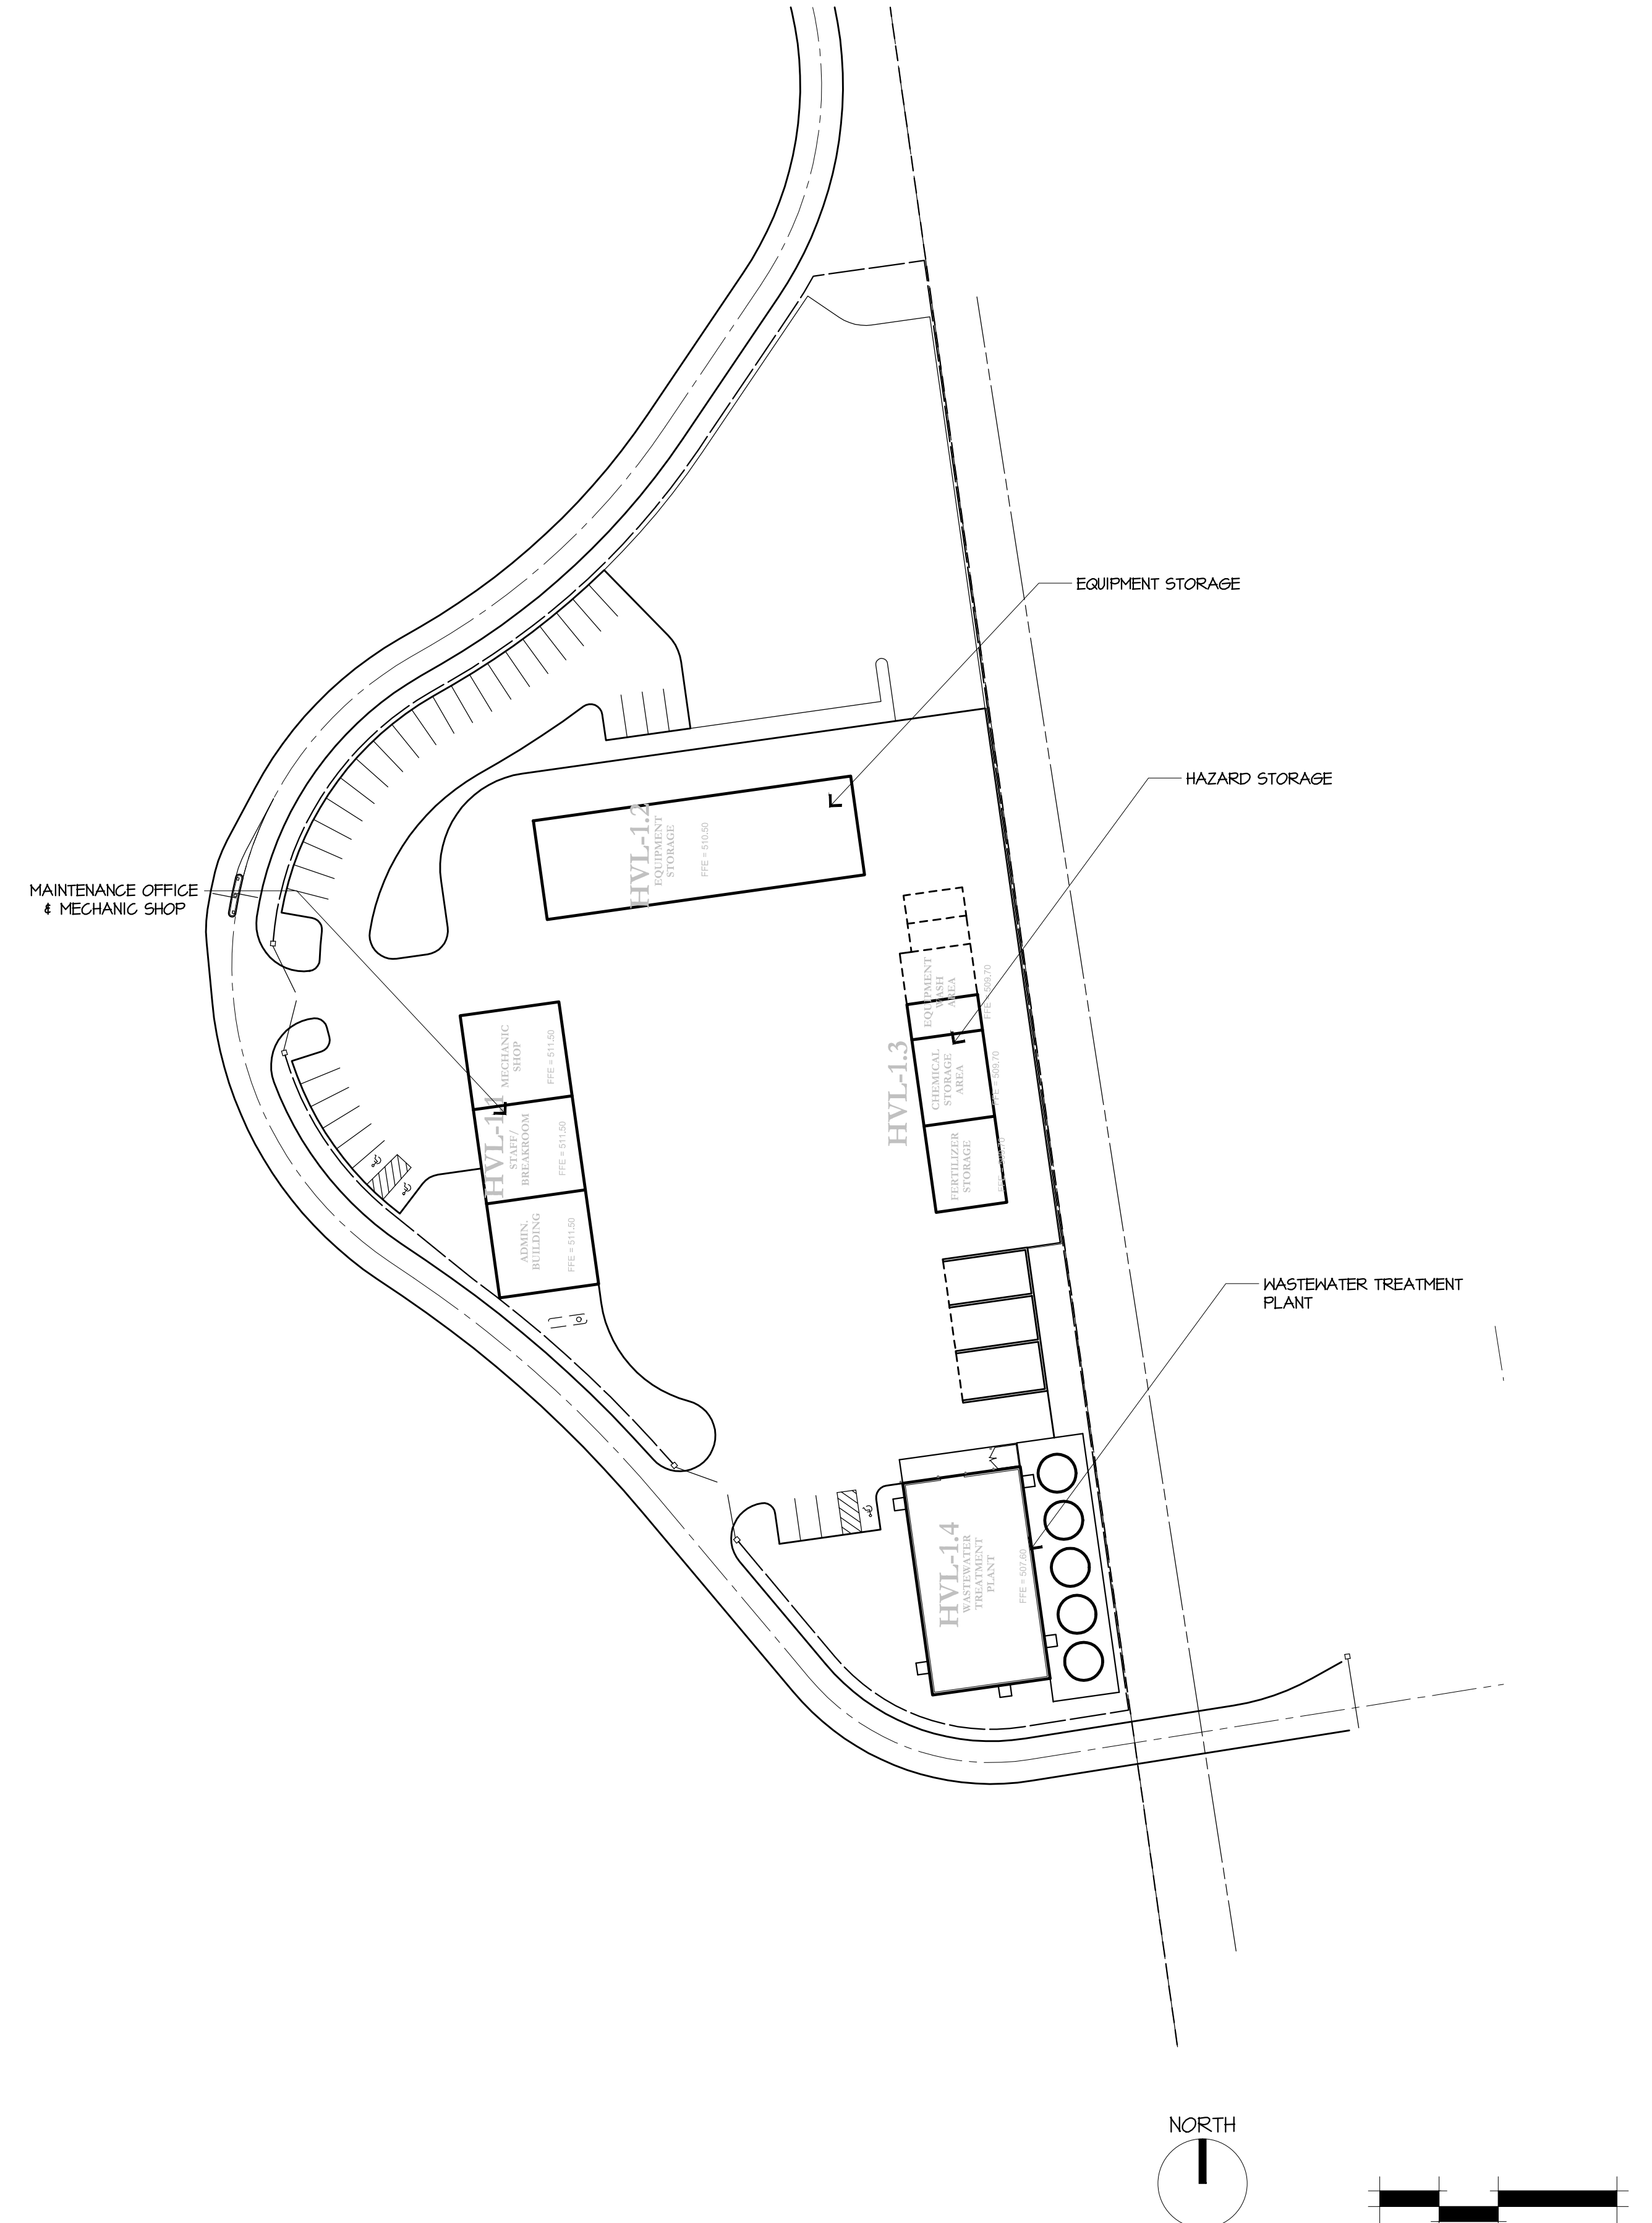 EQUIPMENT STORAGE
HAZARD STORAGE
HVL-1.2
EQUIPMENT
STORAGE
FFE = 510.50
MAINTENANCE OFFICE
& MECHANIC SHOP
EQUIPMENT
WASH
AREA
FFE = 509.70
MECHANIC
SHOP
FFE = 511.50
HVL-1.3
CHEMICAL
STORAGE
AREA
FFE = 509.70
HVL-1.1
STAFF/
BREAKROOM
FFE = 511.50
FERTILIZER
STORAGE
ADMIN.
BUILDING
FFE = 511.50
WASTEWATER TREATMENT
PLANT
HVL-1.4
WASTEWATER
TREATMENT
PLANT
FFE = 507.60
NORTH